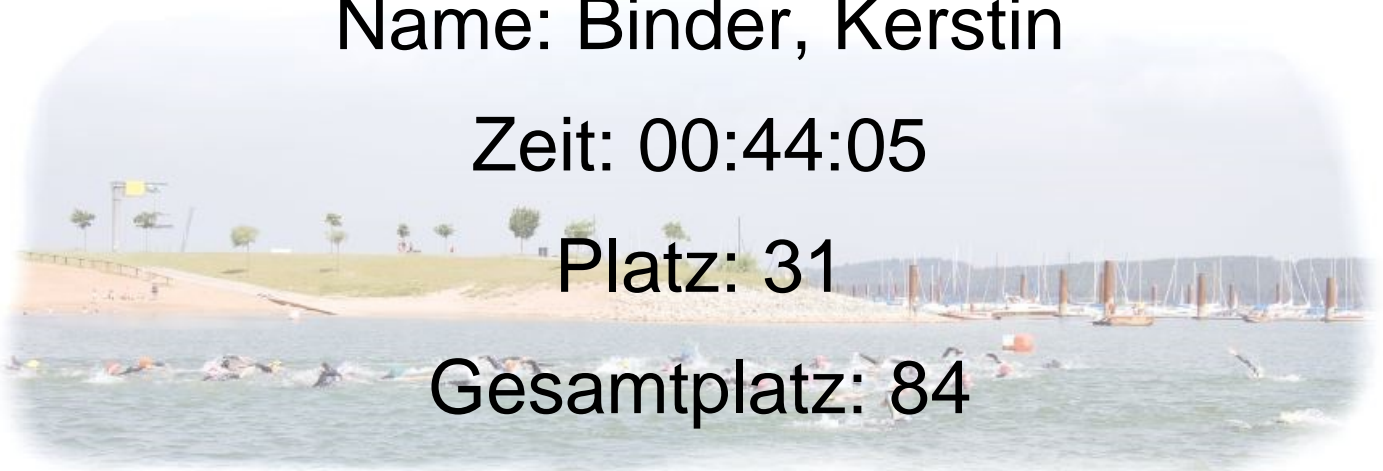 Name: Binder, Kerstin
Zeit: 00:44:05
Platz: 31
Gesamtplatz: 84